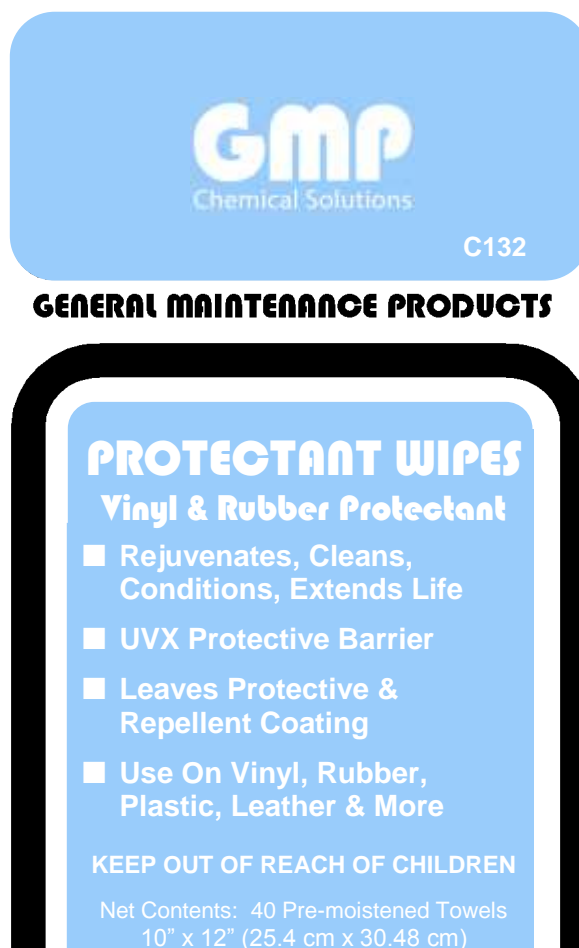 GMP
Chemical Solutions
C132
GENERAL MAINTENANCE PRODUCTS
PROTECTANT WIPES
Vinyl & Rubber Protectant
■ Rejuvenates, Cleans,
Conditions, Extends Life
■ UVX Protective Barrier
■ Leaves Protective &
Repellent Coating
■ Use On Vinyl, Rubber,
Plastic, Leather & More
KEEP OUT OF REACH OF CHILDREN
Net Contents:  40 Pre-moistened Towels
10” x 12” (25.4 cm x 30.48 cm)